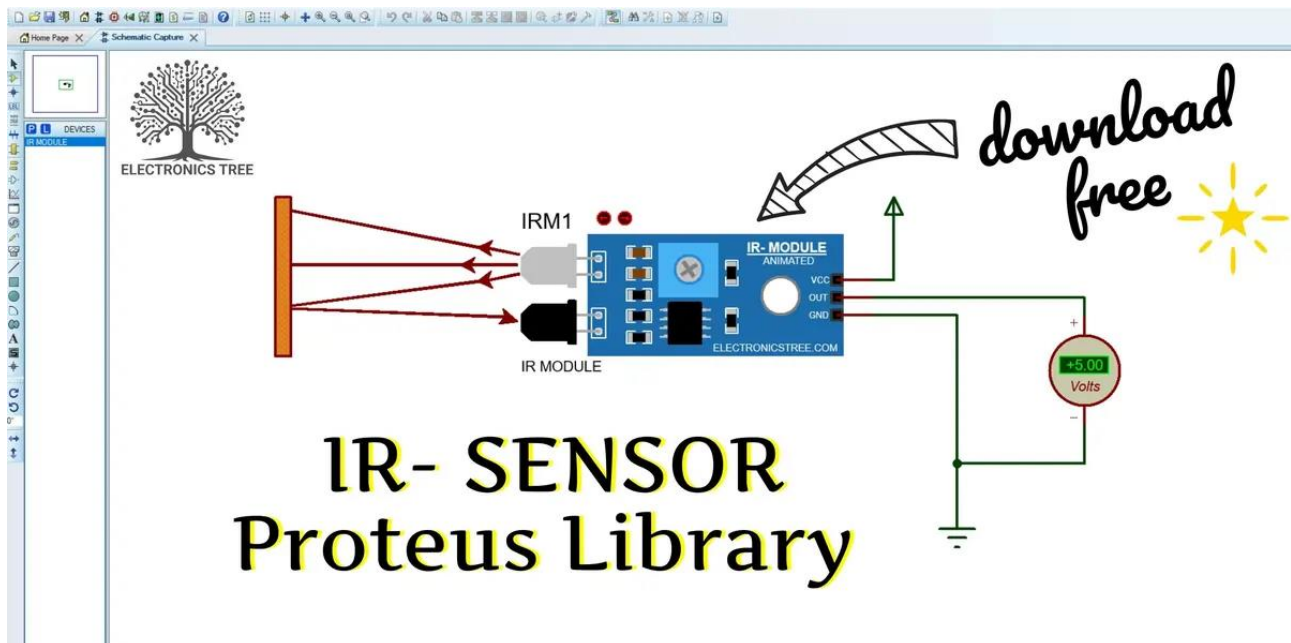 Home Page
Schematic Capture
P L DEVICES
IR MODULE
ELECTRONICS TREE
download
free
IRM1
IR- MODULE
ANIMATED
VCC
OUT
GND
ELECTRONICSTREE.COM
IR MODULE
+
+5.00
Volts
−
IR- SENSOR
Proteus Library